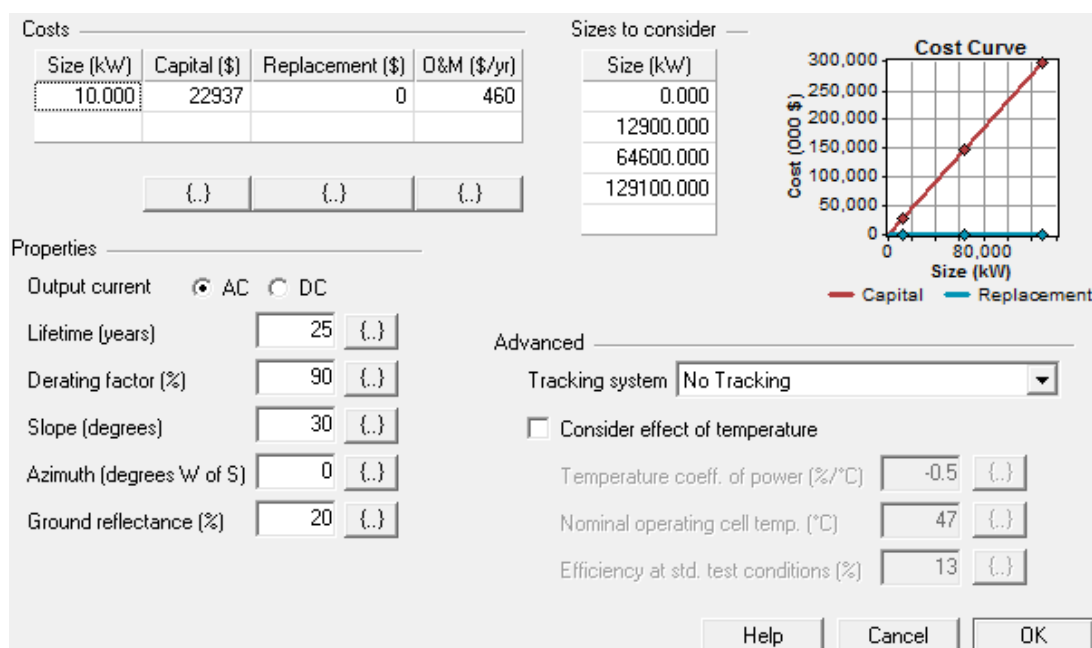 Costs
Size (kW) Capital ($) Replacement ($) O&M ($/yr)
10.000 22937 0 460
{..} {..} {..}
Sizes to consider
Size (kW)
0.000
12900.000
64600.000
129100.000
Cost Curve
300,000
250,000
200,000
150,000
100,000
50,000
0
Cost (000 $)
0 80,000
Size (kW)
Capital Replacement
Properties
Output current AC DC
Lifetime (years) 25 {..}
Derating factor (%) 90 {..}
Slope (degrees) 30 {..}
Azimuth (degrees W of S) 0 {..}
Ground reflectance (%) 20 {..}
Advanced
Tracking system No Tracking
Consider effect of temperature
Temperature coeff. of power (%/°C) -0.5 {..}
Nominal operating cell temp. (°C) 47 {..}
Efficiency at std. test conditions (%) 13 {..}
Help Cancel OK